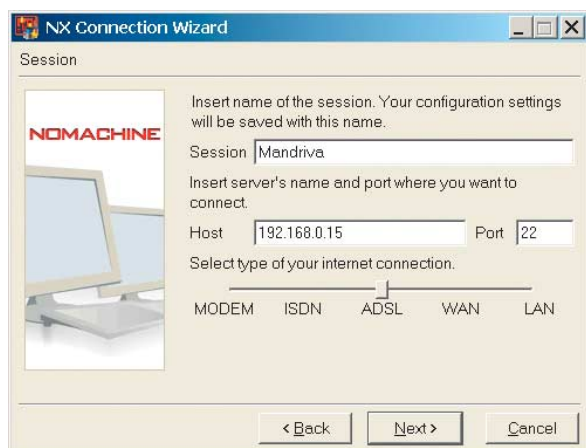 NX Connection Wizard
Session
NOMACHINE
Insert name of the session. Your configuration settings
will be saved with this name.
Session Mandriva
Insert server's name and port where you want to
connect.
Host 192.168.0.15 Port 22
Select type of your internet connection.
MODEM ISDN ADSL WAN LAN
< Back Next > Cancel